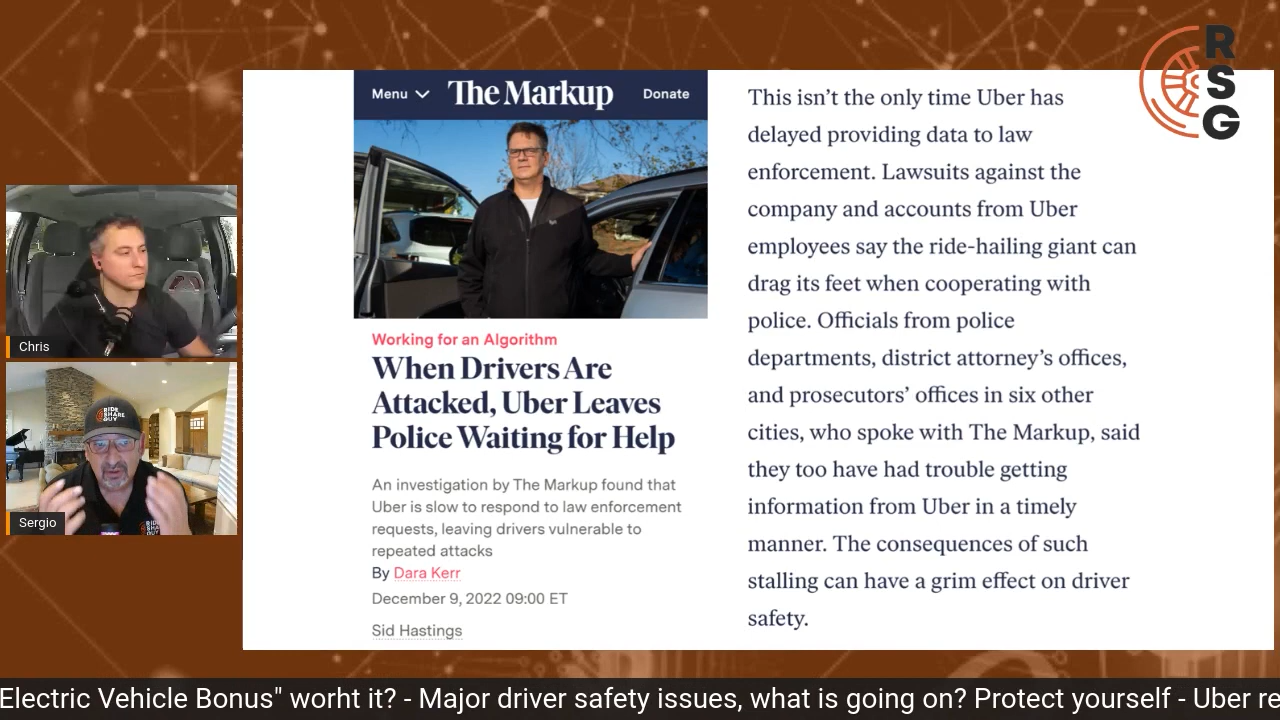 R
S
G
Menu
The Markup
Donate
Working for an Algorithm
When Drivers Are
Attacked, Uber Leaves
Police Waiting for Help
An investigation by The Markup found that
Uber is slow to respond to law enforcement
requests, leaving drivers vulnerable to
repeated attacks
By Dara Kerr
December 9, 2022 09:00 ET
Sid Hastings
This isn’t the only time Uber has
delayed providing data to law
enforcement. Lawsuits against the
company and accounts from Uber
employees say the ride-hailing giant can
drag its feet when cooperating with
police. Officials from police
departments, district attorney’s offices,
and prosecutors’ offices in six other
cities, who spoke with The Markup, said
they too have had trouble getting
information from Uber in a timely
manner. The consequences of such
stalling can have a grim effect on driver
safety.
Chris
RIDE
SHARE
GUY
Sergio
Electric Vehicle Bonus" worht it? - Major driver safety issues, what is going on? Protect yourself - Uber re